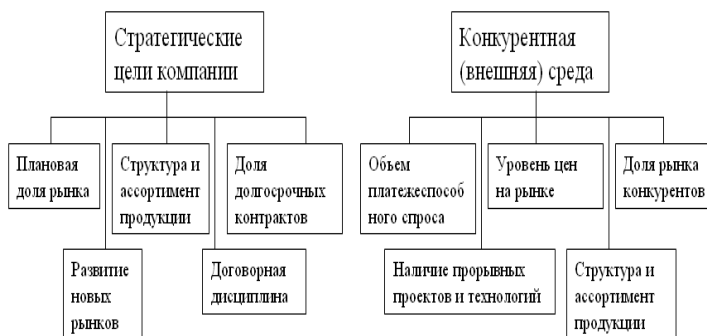 Стратегические
цели компании
Конкурентная
(внешняя) среда
Плановая
доля рынка
Структура и
ассортимент
продукции
Доля
долгосрочных
контрактов
Объем
платежеспособ
ного спроса
Уровень цен
на рынке
Доля рынка
конкурентов
Развитие
новых
рынков
Договорная
дисциплина
Наличие прорывных
проектов и технологий
Структура и
ассортимент
продукции